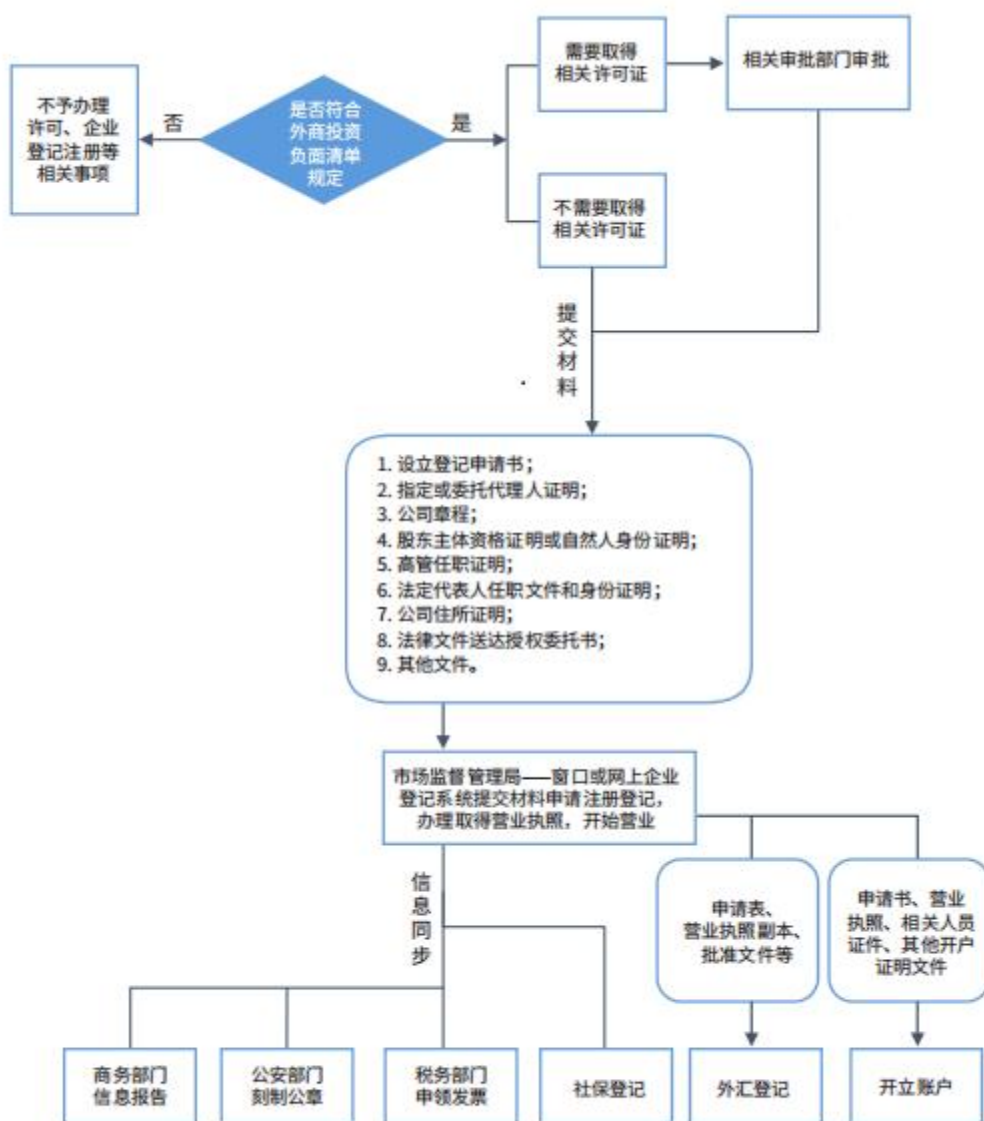 需要取得
相关许可证
相关审批部门审批
不予办理
许可、企业
登记注册等
相关事项
否
是否符合
外商投资
负面清单
规定
是
不需要取得
相关许可证
提
交
材
料
1. 设立登记申请书；
2. 指定或委托代理人证明；
3. 公司章程；
4. 股东主体资格证明或自然人身份证明；
5. 高管任职证明；
6. 法定代表人任职文件和身份证明；
7. 公司住所证明；
8. 法律文件送达授权委托书；
9. 其他文件。
市场监督管理局——窗口或网上企业
登记系统提交材料申请注册登记，
办理取得营业执照，开始营业
信
息
同
步
申请表、
营业执照副本、
批准文件等
申请书、营业
执照、相关人员
证件、其他开户
证明文件
商务部门
信息报告
公安部门
刻制公章
税务部门
申领发票
社保登记
外汇登记
开立账户